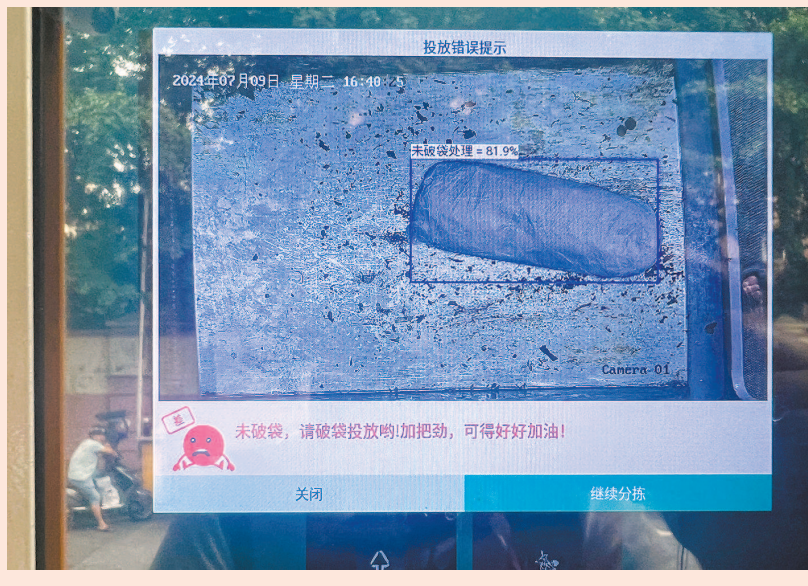 投放错误提示
2024年07月09日 星期二 16:40 5
未破袋处理 = 81.9%
Camera 01
差
未破袋，请破袋投放哟!加把劲，可得好好加油!
关闭
继续分拣